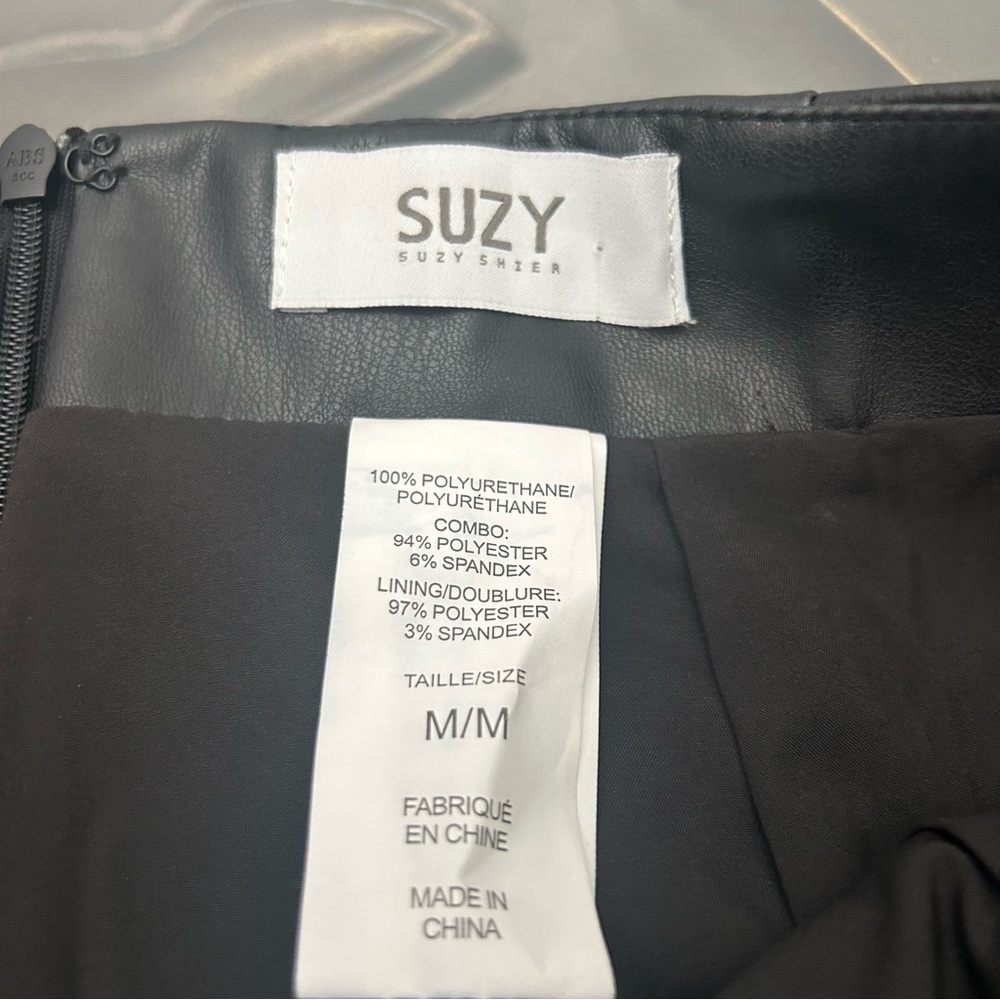 ABS
SUZY
SUZY SHIER
100% POLYURETHANE/
POLYURÉTHANE
COMBO:
94% POLYESTER
6% SPANDEX
LINING/DOUBLURE:
97% POLYESTER
3% SPANDEX
TAILLE/SIZE
M/M
FABRIQUÉ
EN CHINE
MADE IN
CHINA